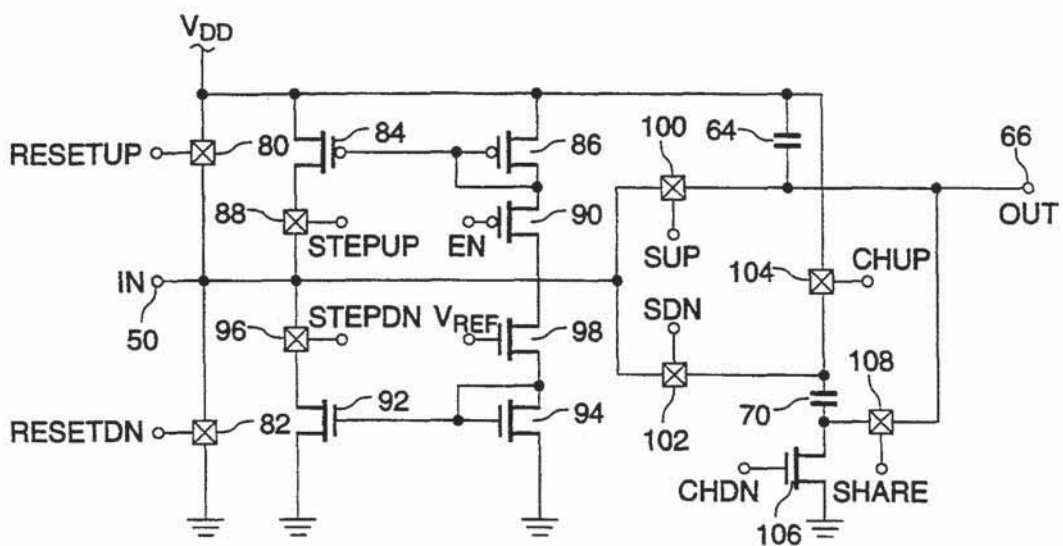 VDD
RESETUP
80
84
86
100
64
66
OUT
88
STEPUP
EN
90
SUP
104
CHUP
IN
50
96
STEPDN
VREF
98
SDN
102
70
108
RESETDN
82
92
94
CHDN
106
SHARE